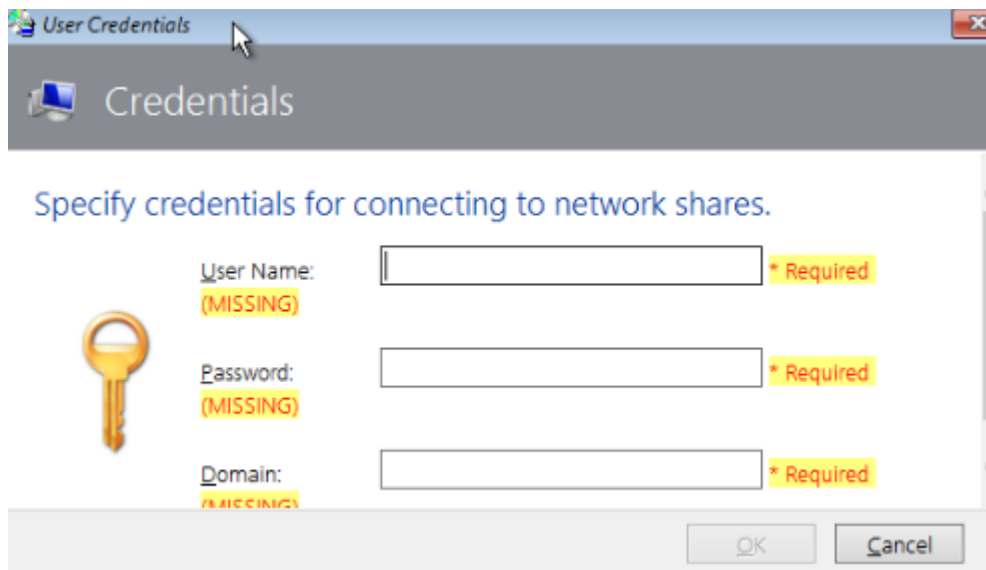 User Credentials
Credentials
Specify credentials for connecting to network shares.
User Name:
* Required
(MISSING)
Password:
* Required
(MISSING)
Domain:
* Required
(MISSING)
OK
Cancel